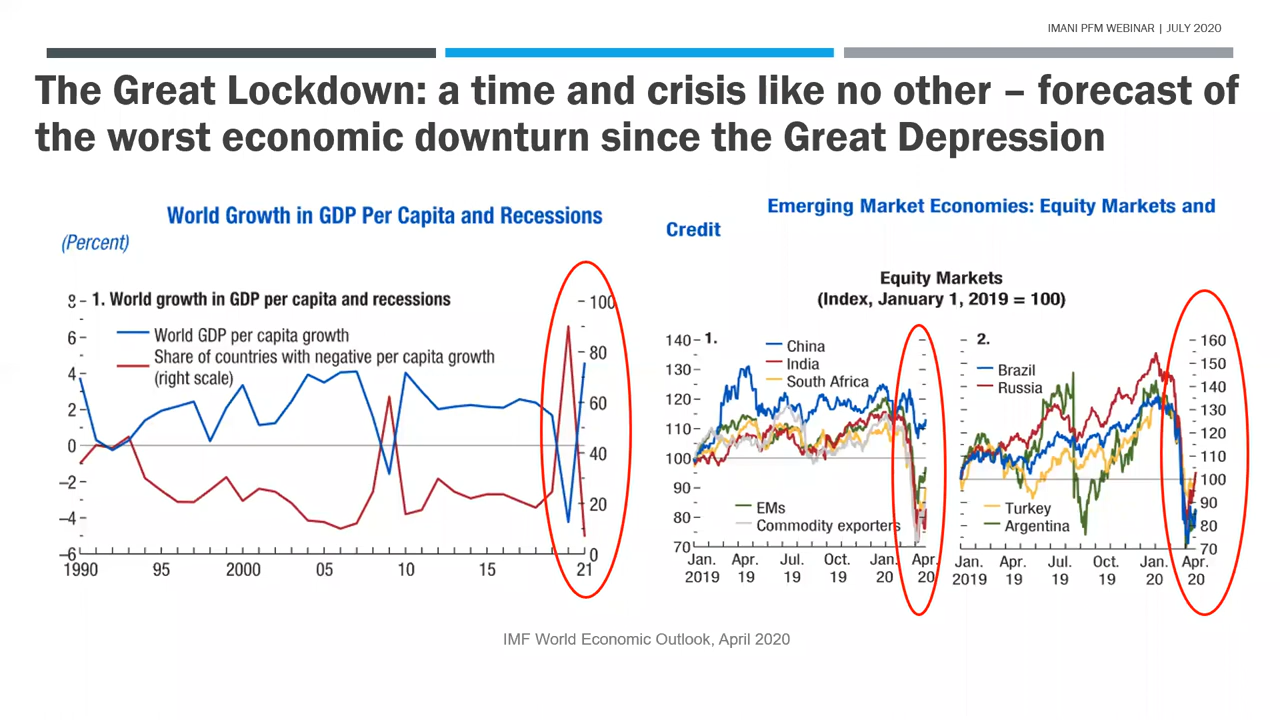 IMANI PFM WEBINAR | JULY 2020
The Great Lockdown: a time and crisis like no other – forecast of
the worst economic downturn since the Great Depression
World Growth in GDP Per Capita and Recessions
(Percent)
8 – 1. World growth in GDP per capita and recessions – 100
World GDP per capita growth
Share of countries with negative per capita growth
(right scale)
6
4
2
0
–2
–4
–6
80
60
40
20
0
1990 95 2000 05 10 15 21
Emerging Market Economies: Equity Markets and
Credit
Equity Markets
(Index, January 1, 2019 = 100)
140 – 1.
China
India
South Africa
130
120
110
100
90
80
70
EMs
Commodity exporters
Jan. Apr. Jul. Oct. Jan. Apr.
2019 19 19 19 20 20
2.
Brazil
Russia
Turkey
Argentina
160
150
140
130
120
110
100
90
80
70
Jan. Apr. Jul. Oct. Jan. Apr.
2019 19 19 19 20 20
IMF World Economic Outlook, April 2020